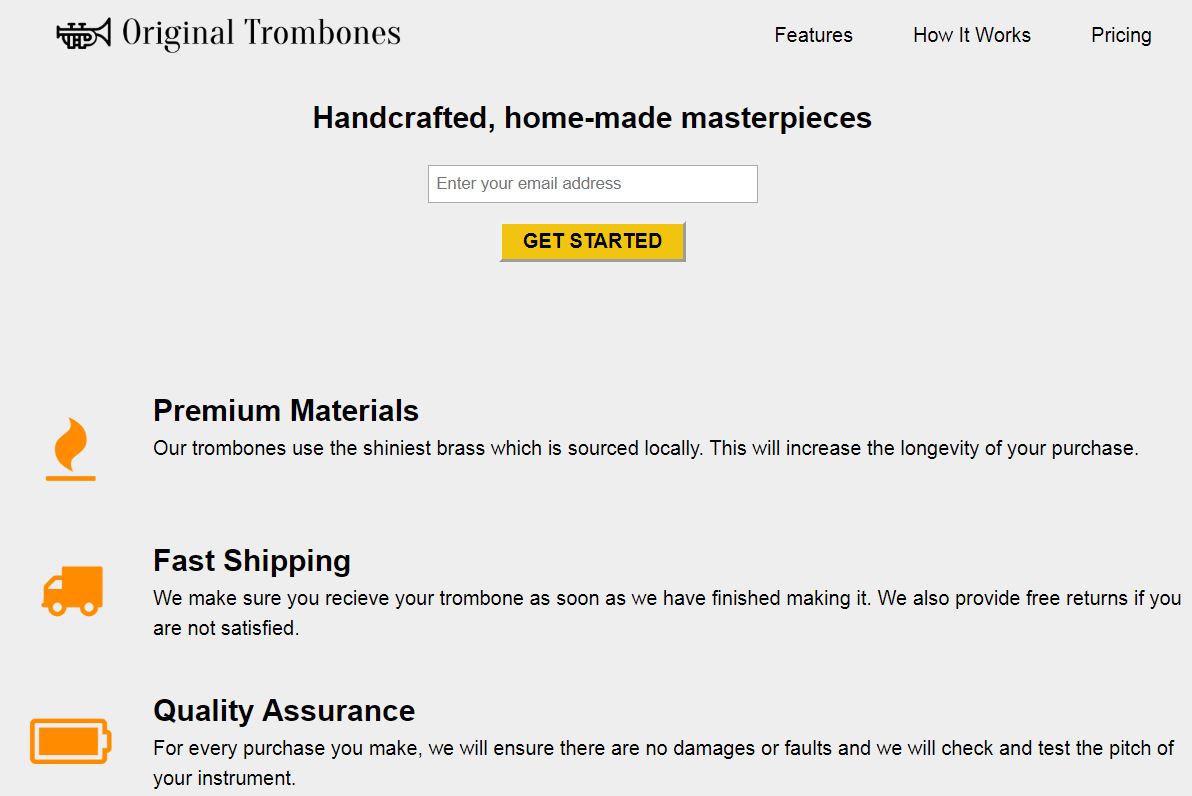 Original Trombones
Features
How It Works
Pricing
Handcrafted, home-made masterpieces
Enter your email address
GET STARTED
Premium Materials
Our trombones use the shiniest brass which is sourced locally. This will increase the longevity of your purchase.
Fast Shipping
We make sure you recieve your trombone as soon as we have finished making it. We also provide free returns if you
are not satisfied.
Quality Assurance
For every purchase you make, we will ensure there are no damages or faults and we will check and test the pitch of
your instrument.